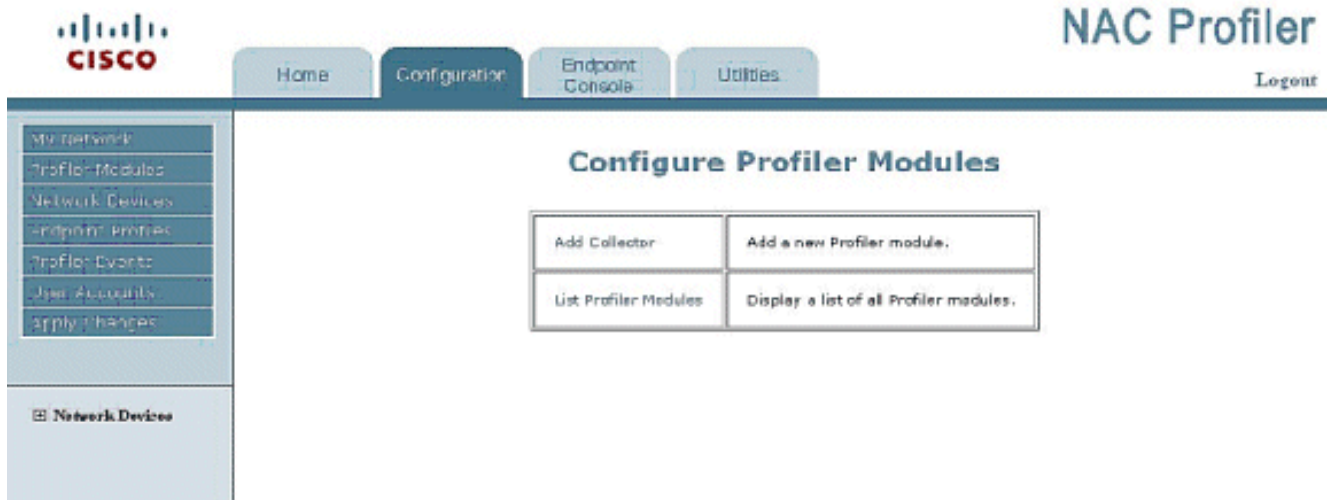 CISCO
NAC Profiler
Home
Configuration
Endpoint
Console
Utilities
Logout
My Network
Profiler Modules
Network Devices
Endpoint Profiles
Profiler Events
User Accounts
Apply Changes
Network Devices
Configure Profiler Modules
Add Collector
Add a new Profiler module.
List Profiler Modules
Display a list of all Profiler modules.